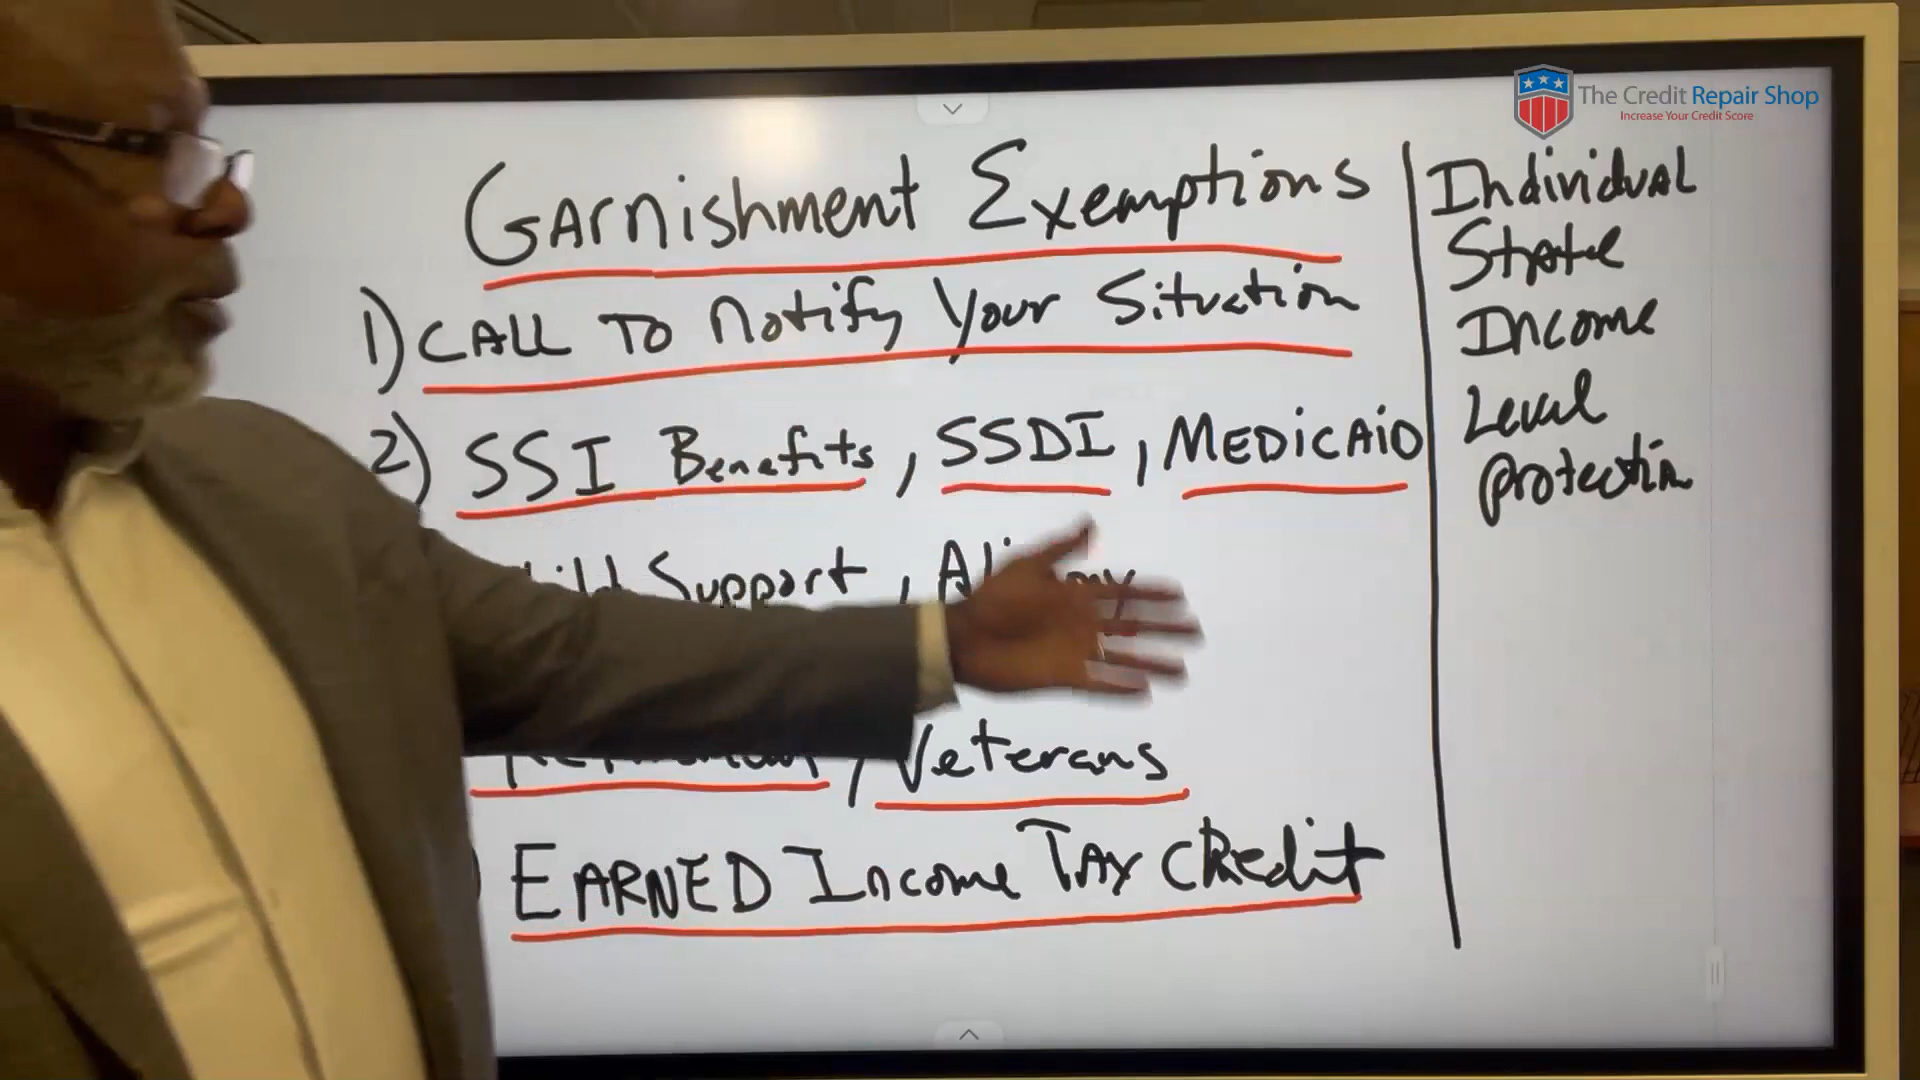 The Credit Repair Shop
Increase Your Credit Score
Garnishment Exemptions
1) CALL TO Notify Your Situation
2) SSI Benefits, SSDI, MEDICAID
Support,
, Veterans
EARNED Income TAX CRedit
Individual
State
Income
Level
Protection